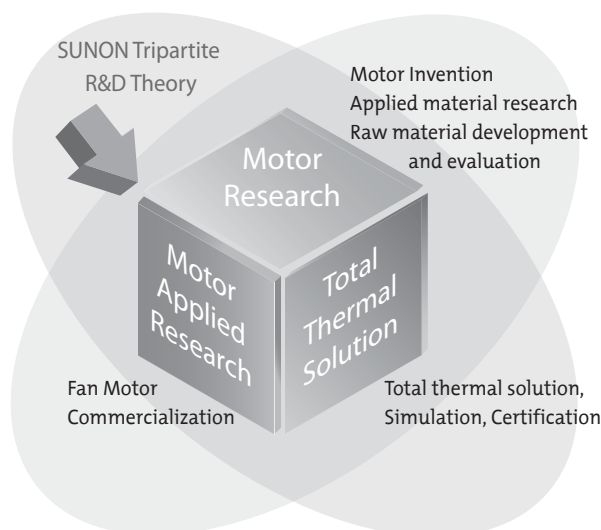 SUNON Tripartite
R&D Theory
Motor Invention
Applied material research
Raw material development
and evaluation
Motor
Research
Motor
Applied
Research
Total
Thermal
Solution
Fan Motor
Commercialization
Total thermal solution,
Simulation, Certification